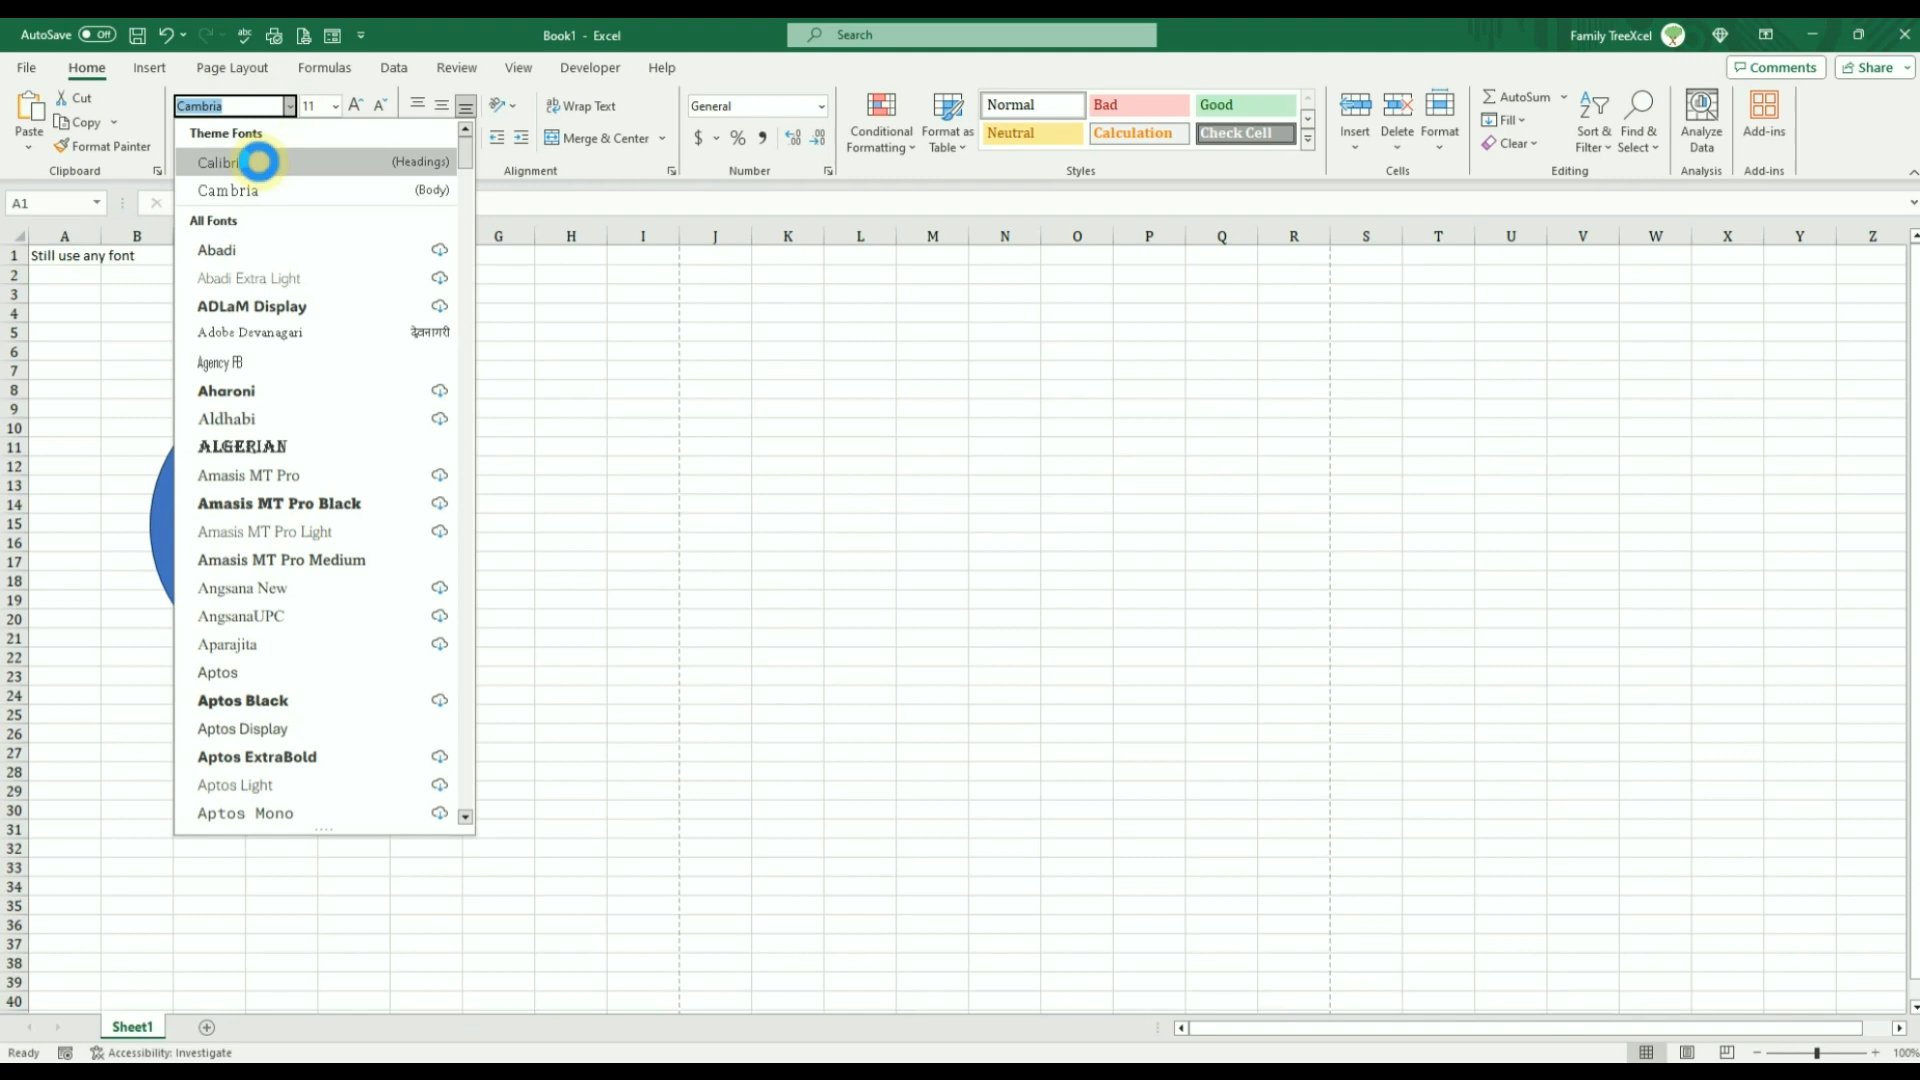 AutoSave Off Book1 - Excel Search Family TreeXcel
File Home Insert Page Layout Formulas Data Review View Developer Help Comments Share
Paste Cut Copy Format Painter Clipboard
Cambria 11
Wrap Text Merge & Center Alignment
General $ % , Number
Conditional Formatting Format as Table Normal Bad Good Neutral Calculation Check Cell Styles
Insert Delete Format Cells
AutoSum Fill Clear Sort & Filter Find & Select Editing
Analyze Data Analysis
Add-ins Add-ins
A1
Theme Fonts
Calibri (Headings)
Cambria (Body)
All Fonts
Abadi
Abadi Extra Light
ADLaM Display
Adobe Devanagari देवनागरी
Agency FB
Aharoni
Aldhabi
ALGERIAN
Amasis MT Pro
Amasis MT Pro Black
Amasis MT Pro Light
Amasis MT Pro Medium
Angsana New
AngsanaUPC
Aparajita
Aptos
Aptos Black
Aptos Display
Aptos ExtraBold
Aptos Light
Aptos Mono
A B G H I J K L M N O P Q R S T U V W X Y Z
1 Still use any font
2
3
4
5
6
7
8
9
10
11
12
13
14
15
16
17
18
19
20
21
22
23
24
25
26
27
28
29
30
31
32
33
34
35
36
37
38
39
40
Sheet1
Ready Accessibility: Investigate 100%